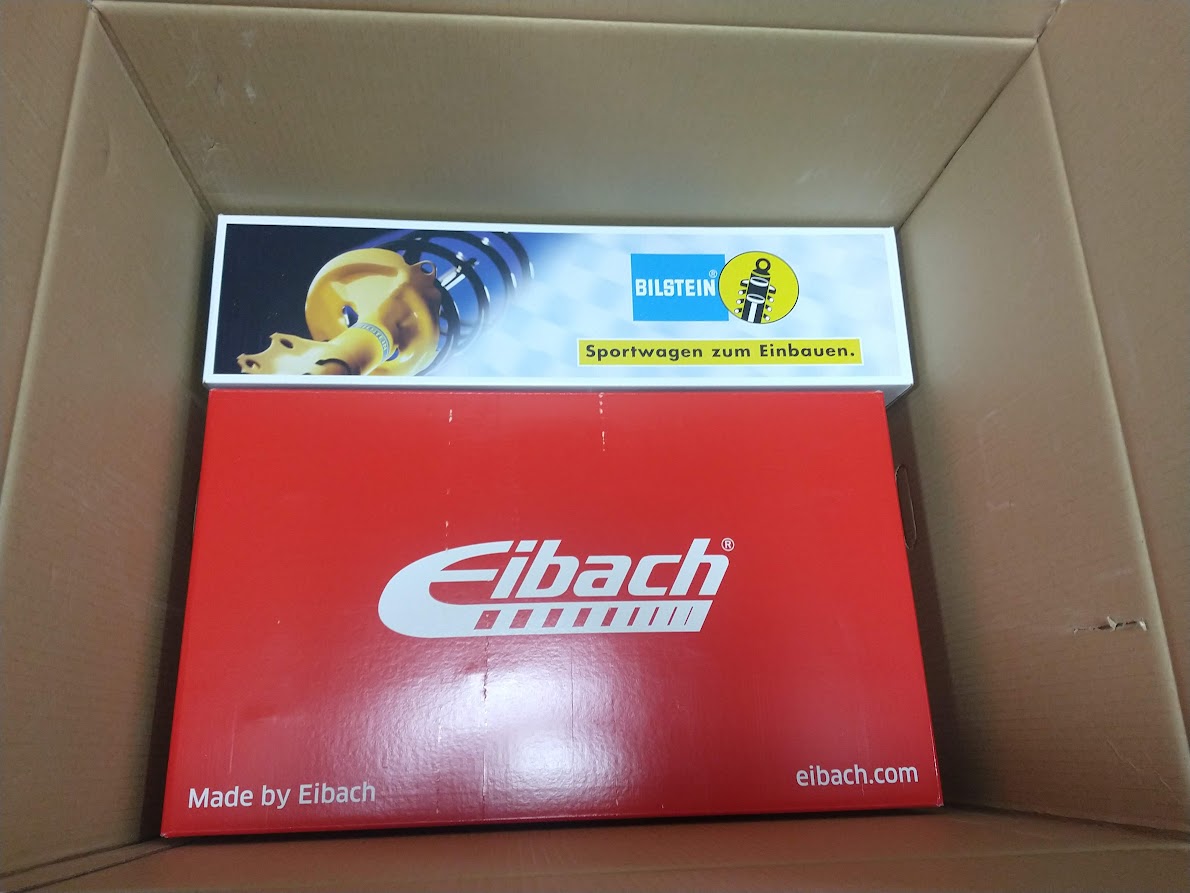 BILSTEIN®
Sportwagen zum Einbauen.
Eibach®
Made by Eibach
eibach.com